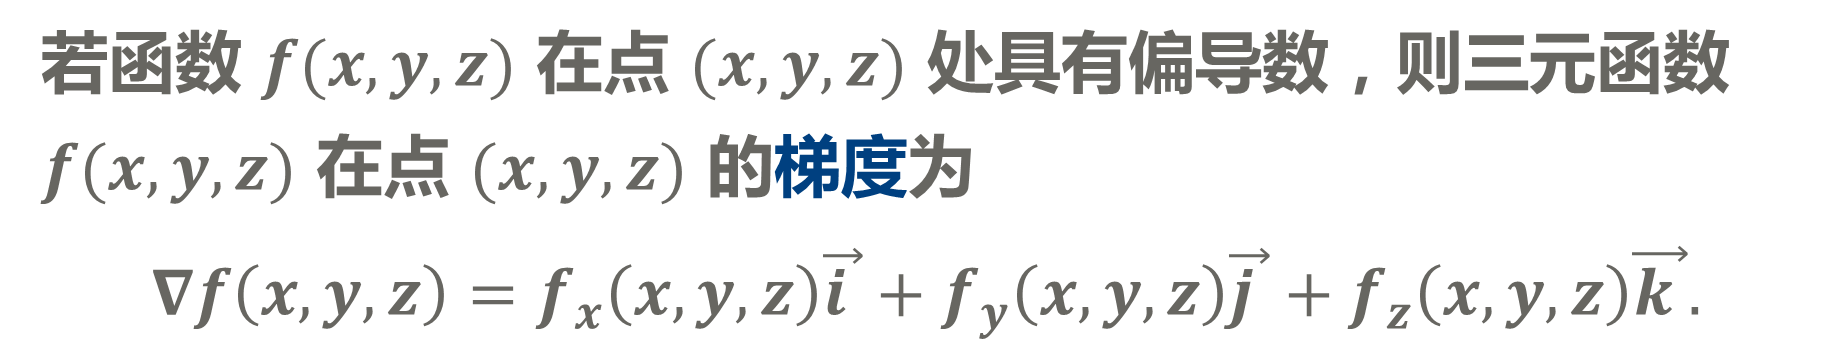 若函数 f(x, y, z) 在点 (x, y, z) 处具有偏导数，则三元函数
f(x, y, z) 在点 (x, y, z) 的梯度为
∇f(x, y, z) = fₓ(x, y, z)i⃗ + f_y(x, y, z)j⃗ + f_z(x, y, z)k⃗.